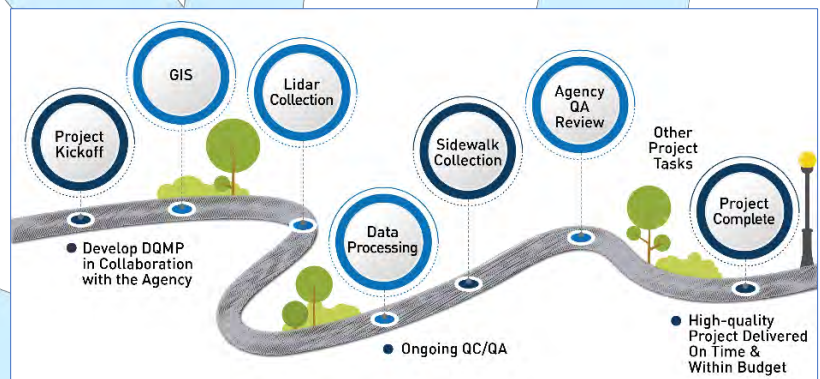 Project
Kickoff
GIS
Lidar
Collection
Data
Processing
Sidewalk
Collection
Agency
QA
Review
Other
Project
Tasks
Project
Complete
Develop DQMP
in Collaboration
with the Agency
Ongoing QC/QA
High-quality
Project Delivered
On Time &
Within Budget